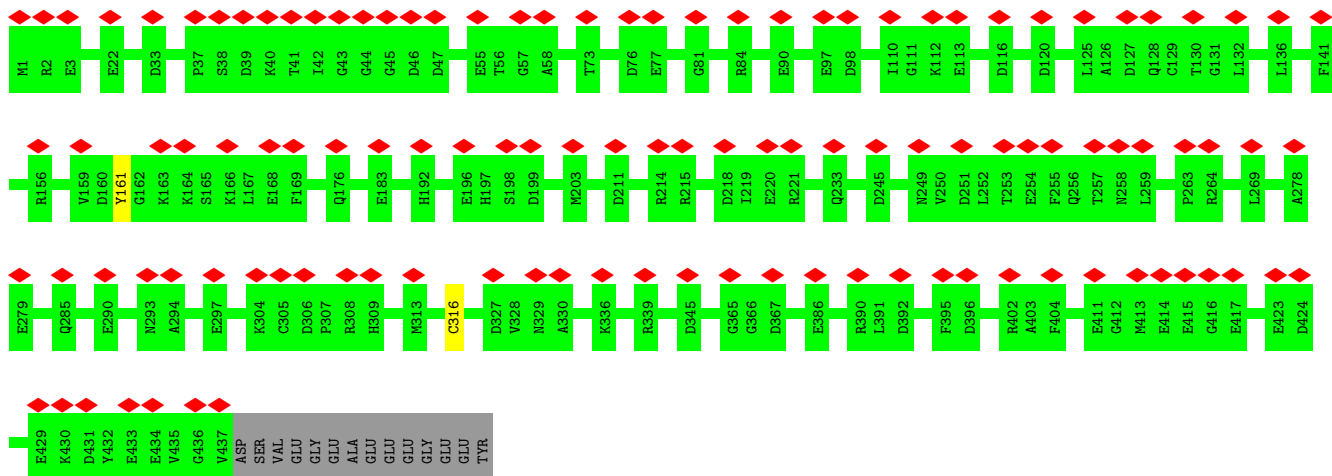 M1 R2 E3 E22 D33 P37 S38 D39 K40 T41 I42 G43 G44 G45 D46 D47 E55 T56 G57 A58 T73 D76 E77 G81 R84 E90 E97 D98 I110 G111 K112 E113 D116 D120 L125 A126 D127 Q128 C129 T130 G131 L132 L136 F141
R156 V159 D160 Y161 G162 K163 K164 S165 K166 L167 E168 F169 Q176 E183 H192 E196 H197 S198 D199 M203 D211 R214 R215 D218 I219 E220 R221 Q233 D245 N249 V250 D251 L252 T253 E254 F255 Q256 T257 N258 L259 P263 R264 L269 A278
E279 Q285 E290 N293 A294 E297 K304 C305 D306 P307 R308 H309 M313 C316 D327 V328 N329 A330 K336 R339 D345 G365 G366 D367 E386 R390 L391 D392 F395 D396 R402 A403 F404 E411 G412 M413 E414 E415 G416 E417 E423 D424
E429 K430 D431 Y432 E433 E434 V435 G436 V437 ASP SER VAL GLU GLY GLU ALA GLU GLU GLU GLY GLU GLU TYR